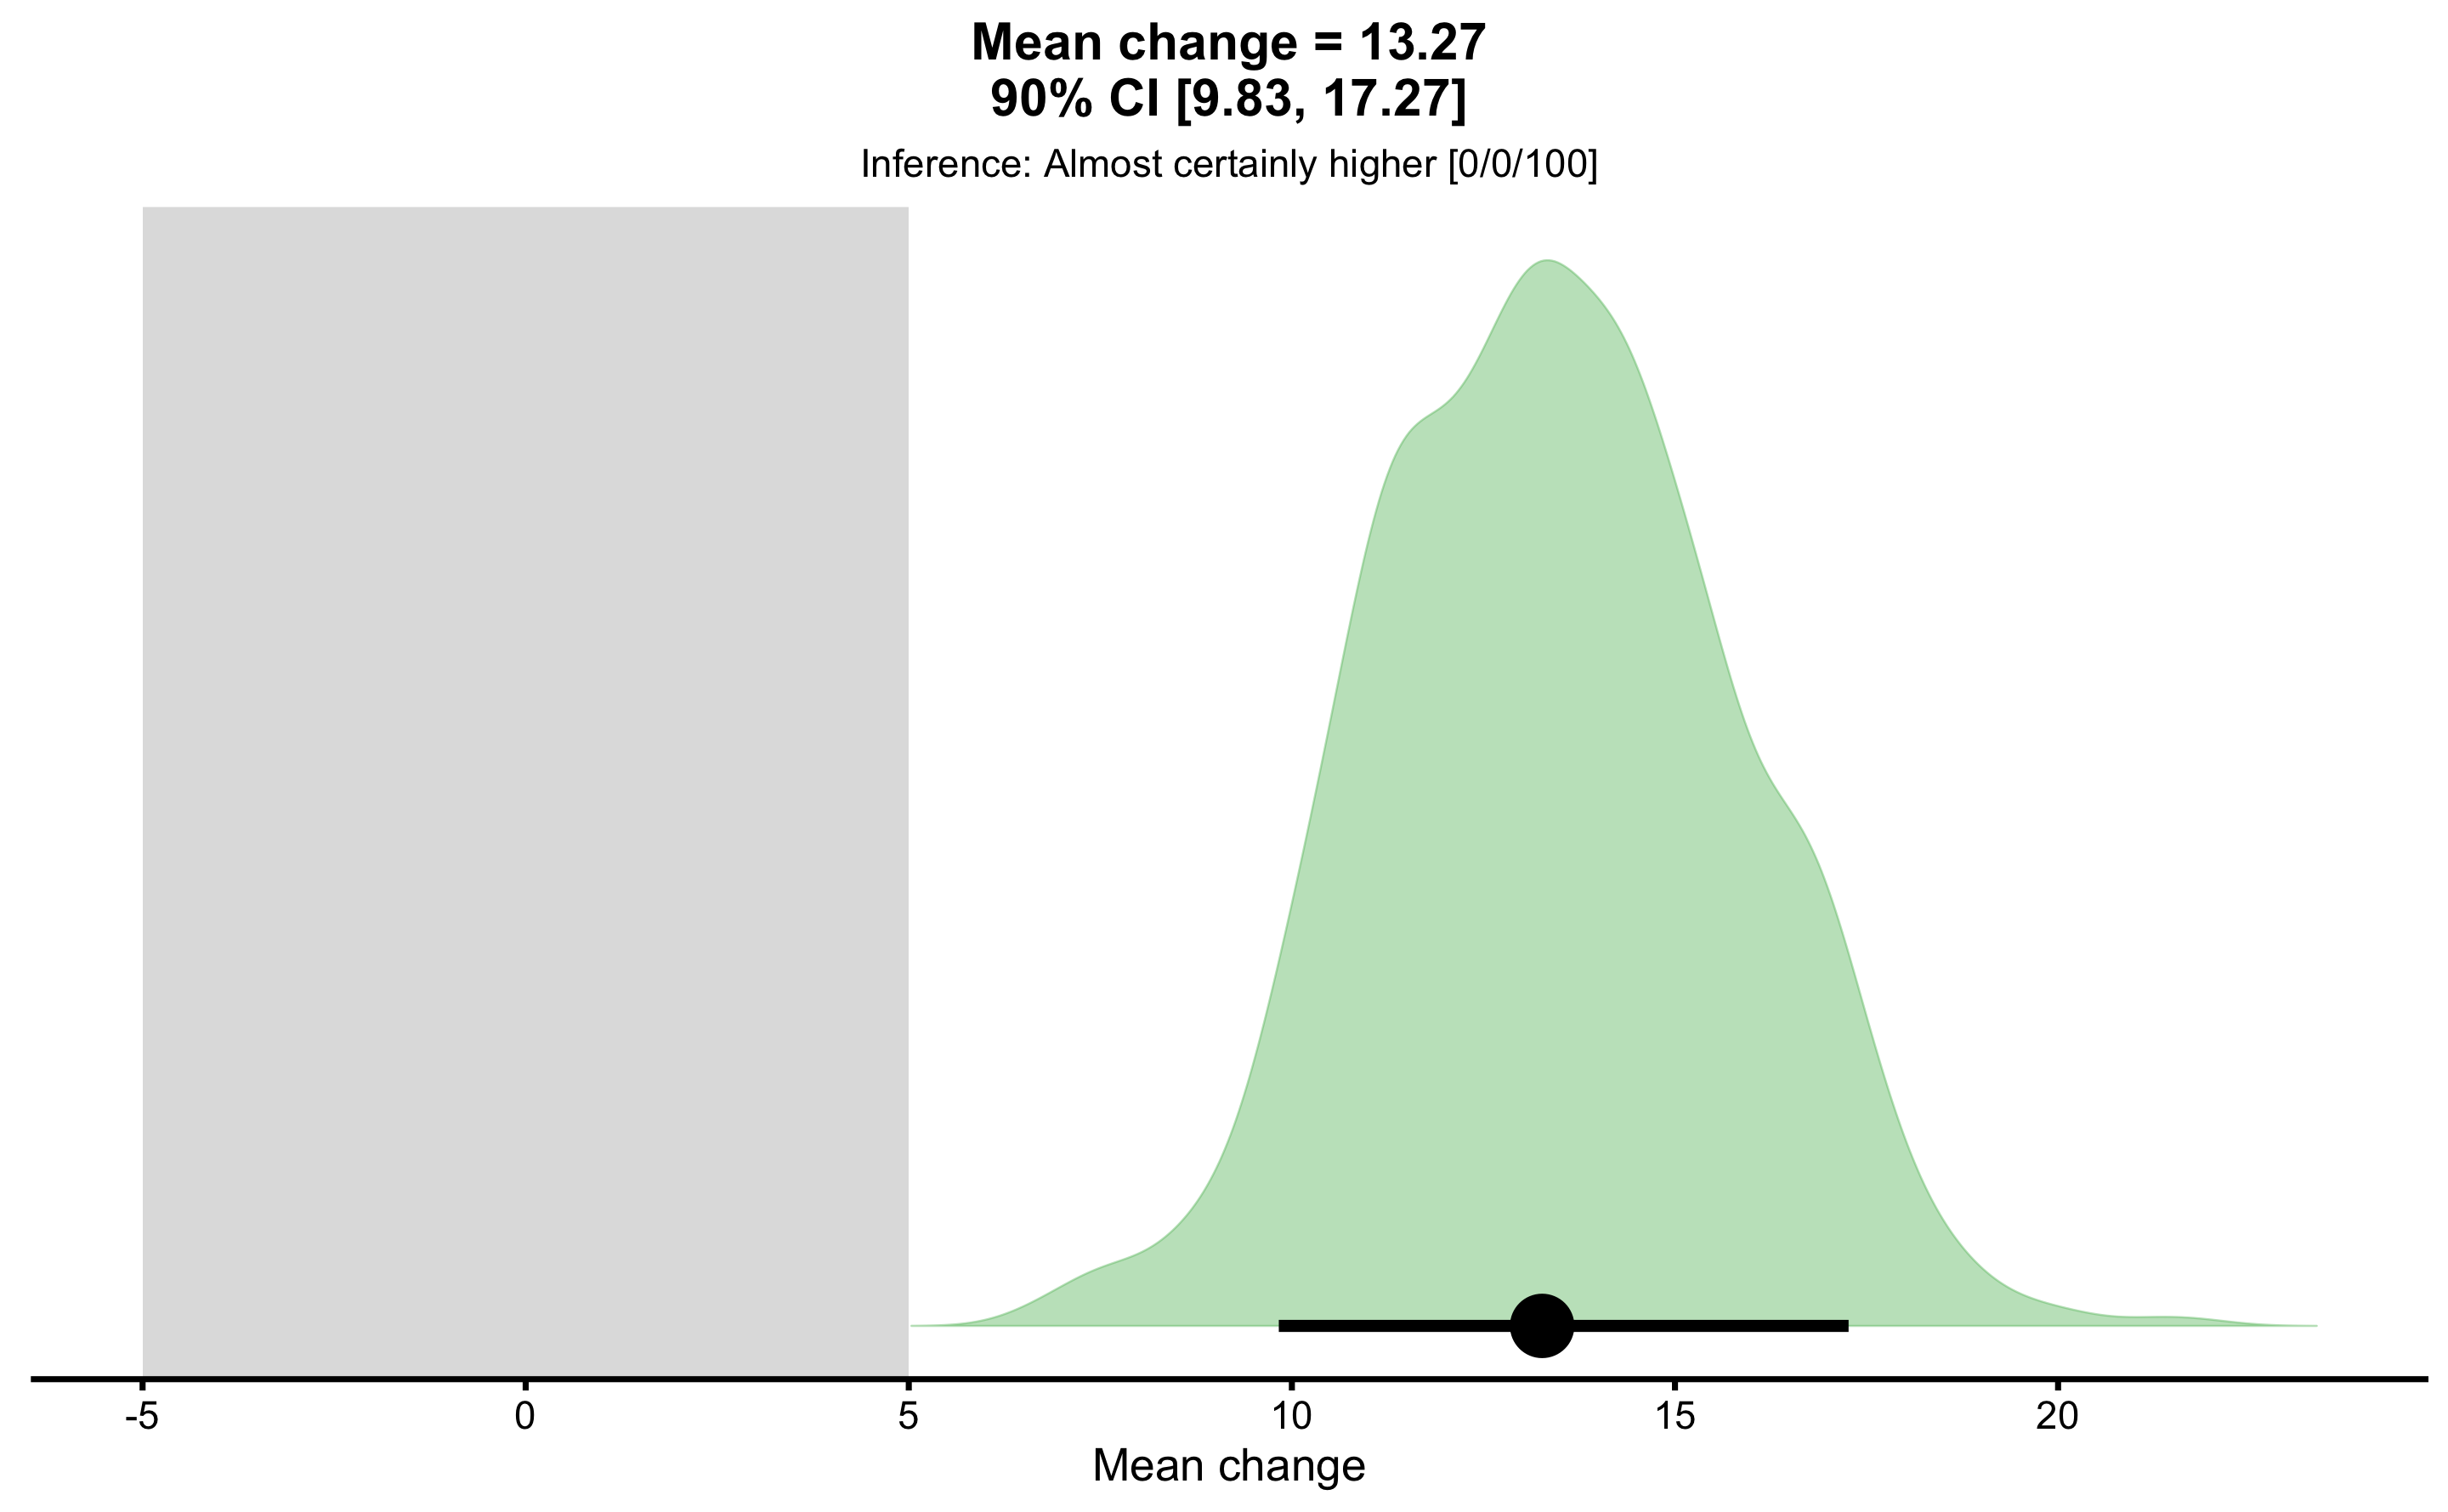 Mean change = 13.27
90% CI [9.83, 17.27]
Inference: Almost certainly higher [0/0/100]
-5 0 5 10 15 20
Mean change